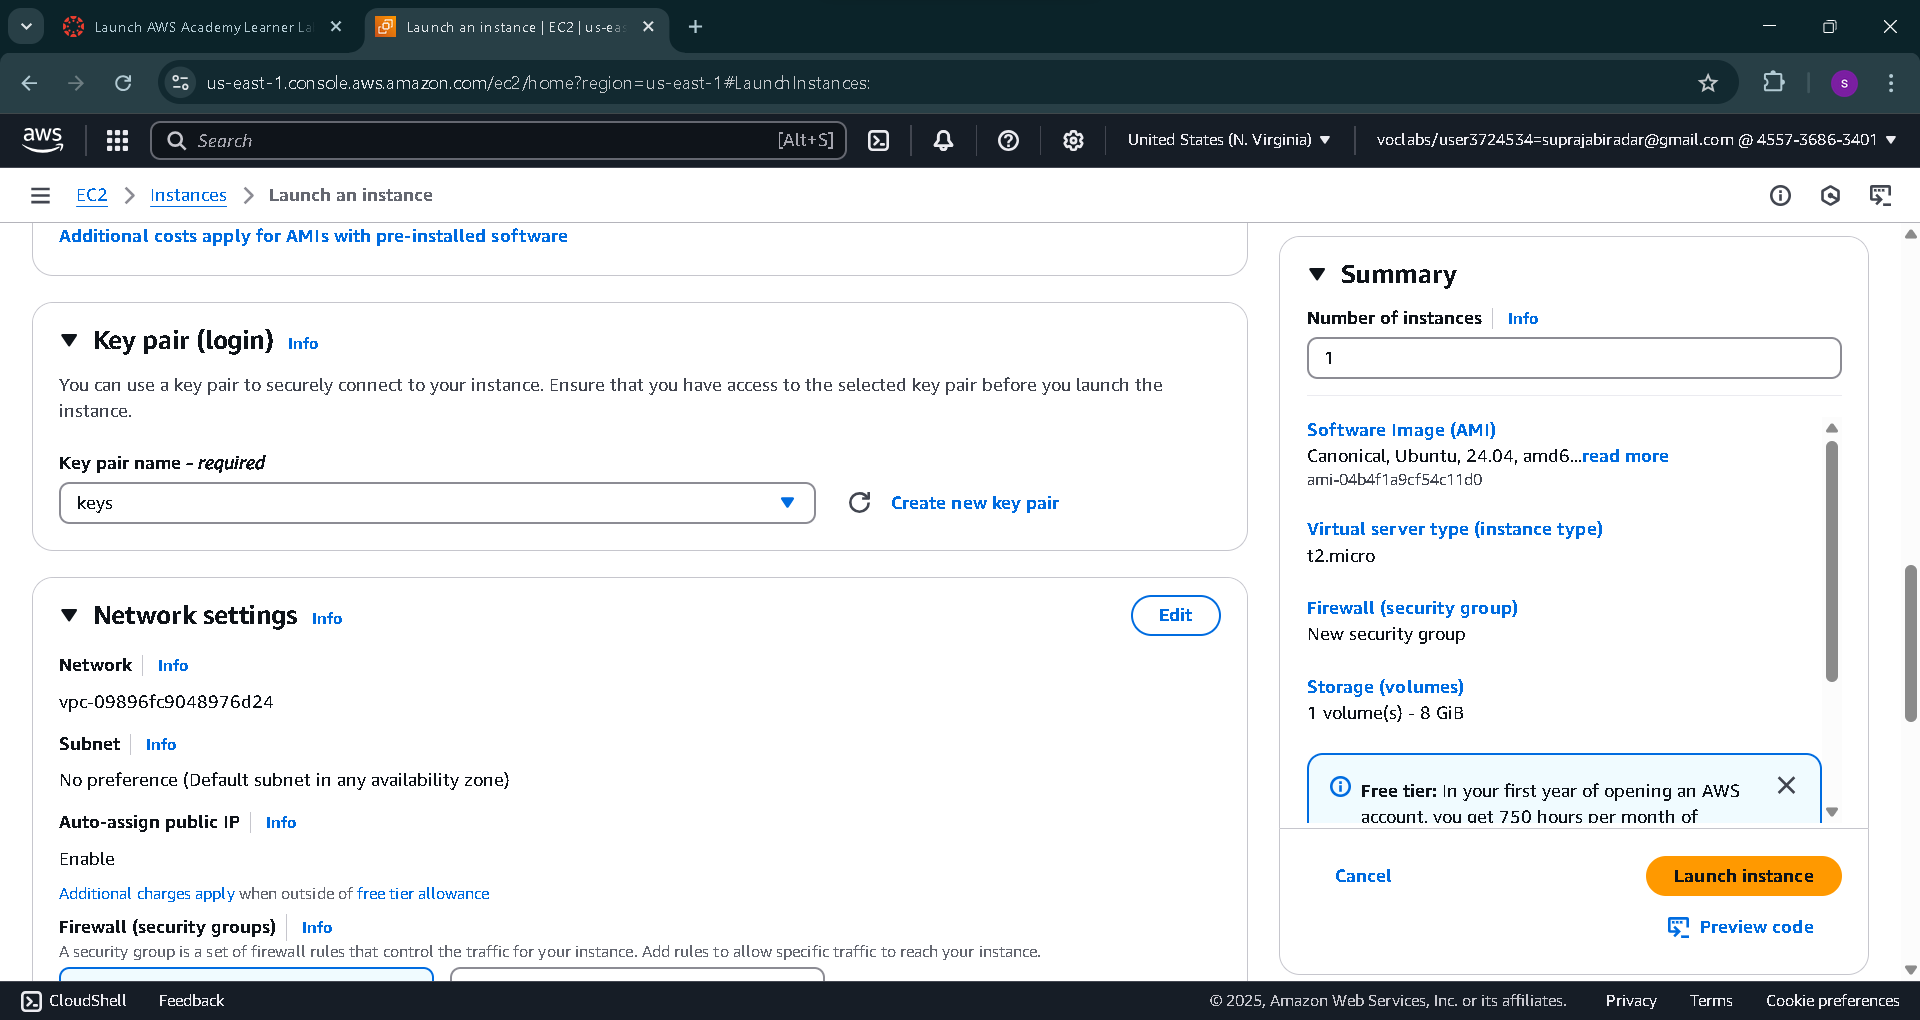 Launch AWS Academy Learner La
Launch an instance | EC2 | us-eas
us-east-1.console.aws.amazon.com/ec2/home?region=us-east-1#LaunchInstances:
s
aws
Search
[Alt+S]
United States (N. Virginia)
voclabs/user3724534=suprajabiradar@gmail.com @ 4557-3686-3401
EC2
Instances
Launch an instance
Additional costs apply for AMIs with pre-installed software
Key pair (login) Info
You can use a key pair to securely connect to your instance. Ensure that you have access to the selected key pair before you launch the
instance.
Key pair name - required
keys
Create new key pair
Network settings Info
Edit
Network Info
vpc-09896fc9048976d24
Subnet Info
No preference (Default subnet in any availability zone)
Auto-assign public IP Info
Enable
Additional charges apply when outside of free tier allowance
Firewall (security groups) Info
A security group is a set of firewall rules that control the traffic for your instance. Add rules to allow specific traffic to reach your instance.
Summary
Number of instances Info
1
Software Image (AMI)
Canonical, Ubuntu, 24.04, amd6...read more
ami-04b4f1a9cf54c11d0
Virtual server type (instance type)
t2.micro
Firewall (security group)
New security group
Storage (volumes)
1 volume(s) - 8 GiB
Free tier: In your first year of opening an AWS
account, you get 750 hours per month of
Cancel
Launch instance
Preview code
CloudShell
Feedback
© 2025, Amazon Web Services, Inc. or its affiliates.
Privacy
Terms
Cookie preferences